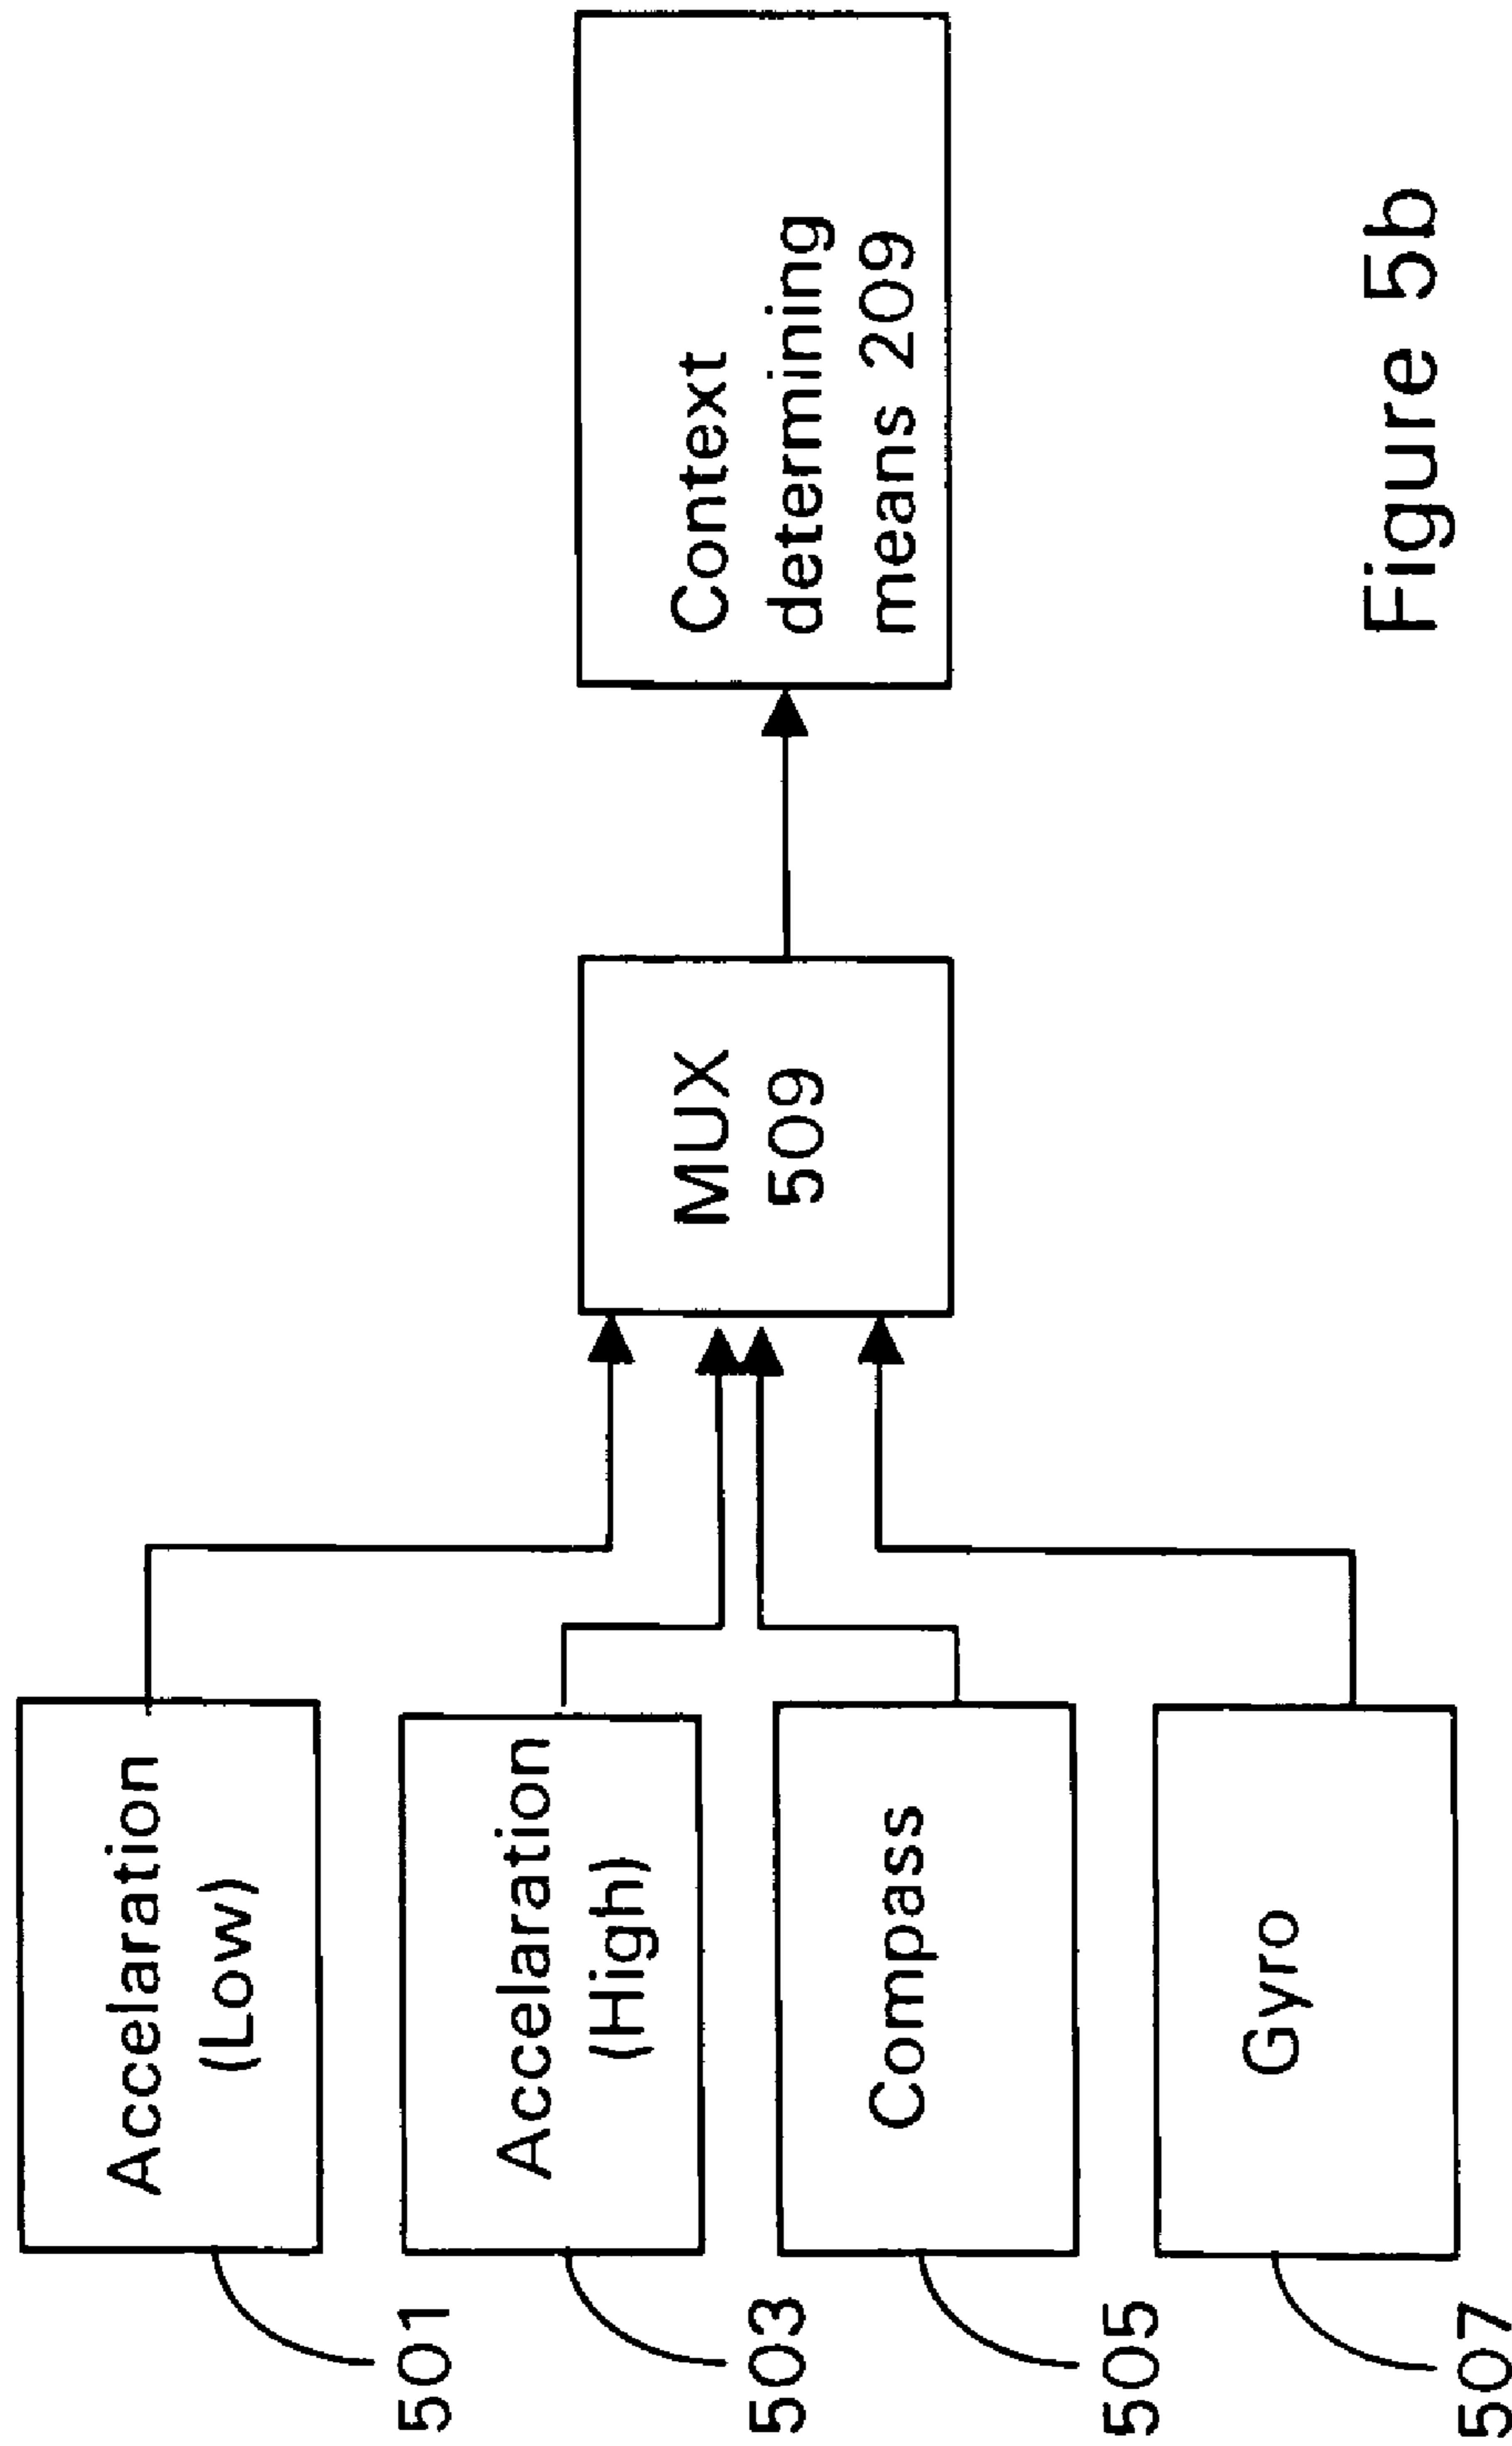 Accelaration
(Low)
501
Accelaration
(High)
503
Compass
505
Gyro
507
MUX
509
Context
determining
means 209
Figure 5b